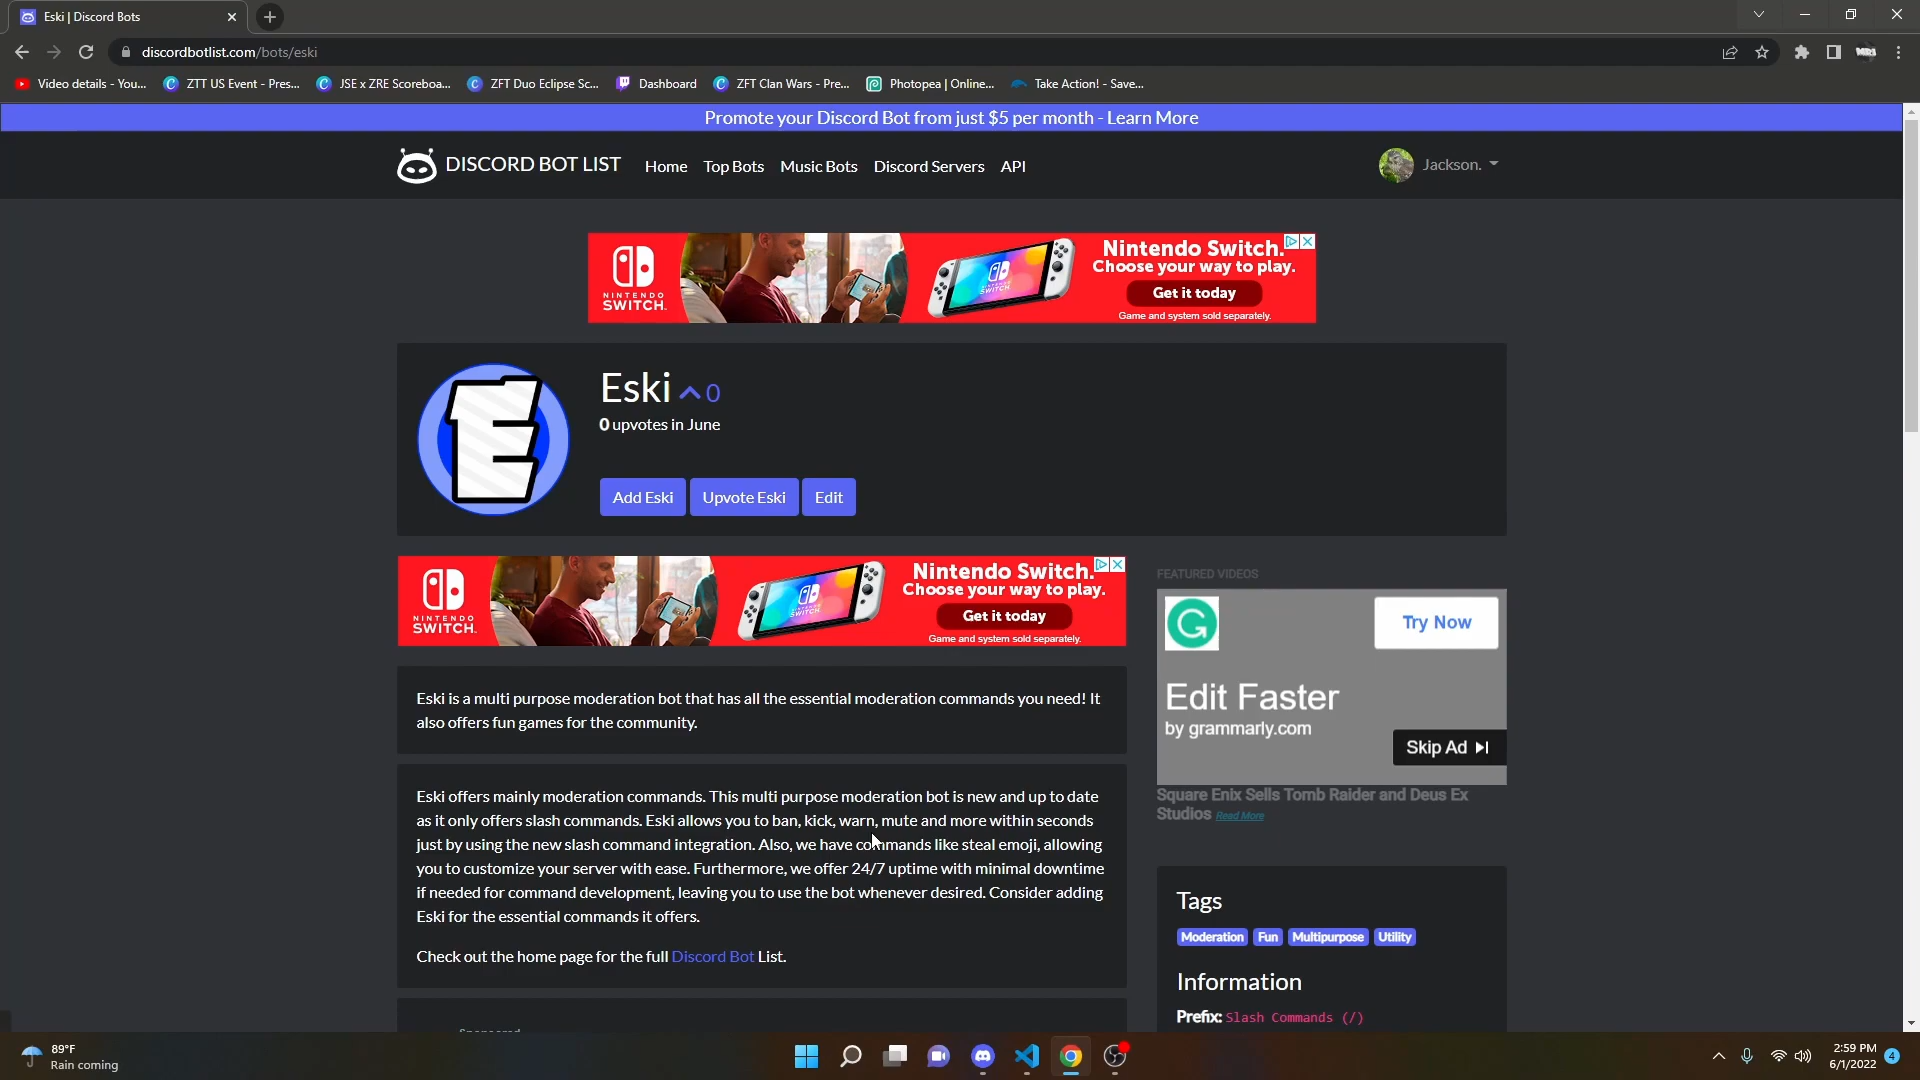 Eski | Discord Bots
discordbotlist.com/bots/eski
Video details - You...
ZTT US Event - Pres...
JSE x ZRE Scoreboa...
ZFT Duo Eclipse Sc...
Dashboard
ZFT Clan Wars - Pre...
Photopea | Online...
Take Action! - Save...
Promote your Discord Bot from just $5 per month - Learn More
DISCORD BOT LIST
Home
Top Bots
Music Bots
Discord Servers
API
Jackson.
NINTENDO
SWITCH.
Nintendo Switch.
Choose your way to play.
Get it today
Game and system sold separately.
E
Eski 0
0 upvotes in June
Add Eski
Upvote Eski
Edit
NINTENDO
SWITCH.
Nintendo Switch.
Choose your way to play.
Get it today
Game and system sold separately.
FEATURED VIDEOS
Try Now
Edit Faster
by grammarly.com
Skip Ad
Square Enix Sells Tomb Raider and Deus Ex
Studios Read More
Eski is a multi purpose moderation bot that has all the essential moderation commands you need! It
also offers fun games for the community.
Eski offers mainly moderation commands. This multi purpose moderation bot is new and up to date
as it only offers slash commands. Eski allows you to ban, kick, warn, mute and more within seconds
just by using the new slash command integration. Also, we have commands like steal emoji, allowing
you to customize your server with ease. Furthermore, we offer 24/7 uptime with minimal downtime
if needed for command development, leaving you to use the bot whenever desired. Consider adding
Eski for the essential commands it offers.
Check out the home page for the full Discord Bot List.
Tags
Moderation
Fun
Multipurpose
Utility
Information
Prefix: Slash Commands (/)
Sponsored
89°F
Rain coming
2:59 PM
6/1/2022
4